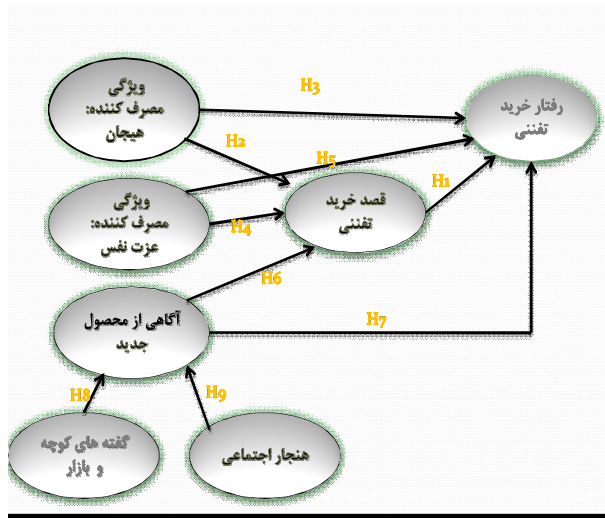 ویژگی
مصرف کننده:
هیجان
H3
رفتار خرید
تفننی
H2
H5
ویژگی
مصرف کننده:
عزت نفس
H4
قصد خرید
تفننی
H1
H6
آگاهی از محصول
جدید
H7
H8
H9
گفته های کوچه
و بازار
هنجار اجتماعی